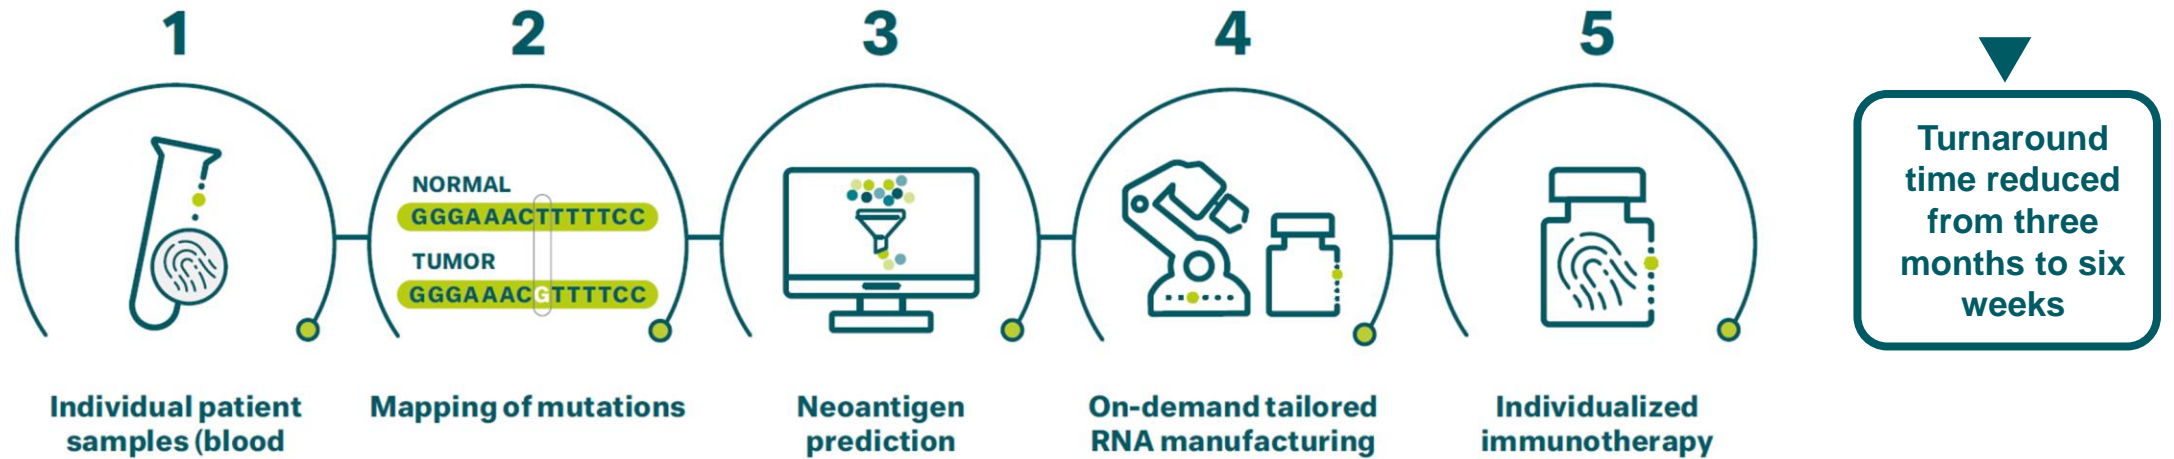 1
2
3
4
5
NORMAL
GGGAAACTTTTTCC
TUMOR
GGGAAACGTTTTCC
Individual patient
samples (blood
Mapping of mutations
Neoantigen
prediction
On-demand tailored
RNA manufacturing
Individualized
immunotherapy
Turnaround
time reduced
from three
months to six
weeks